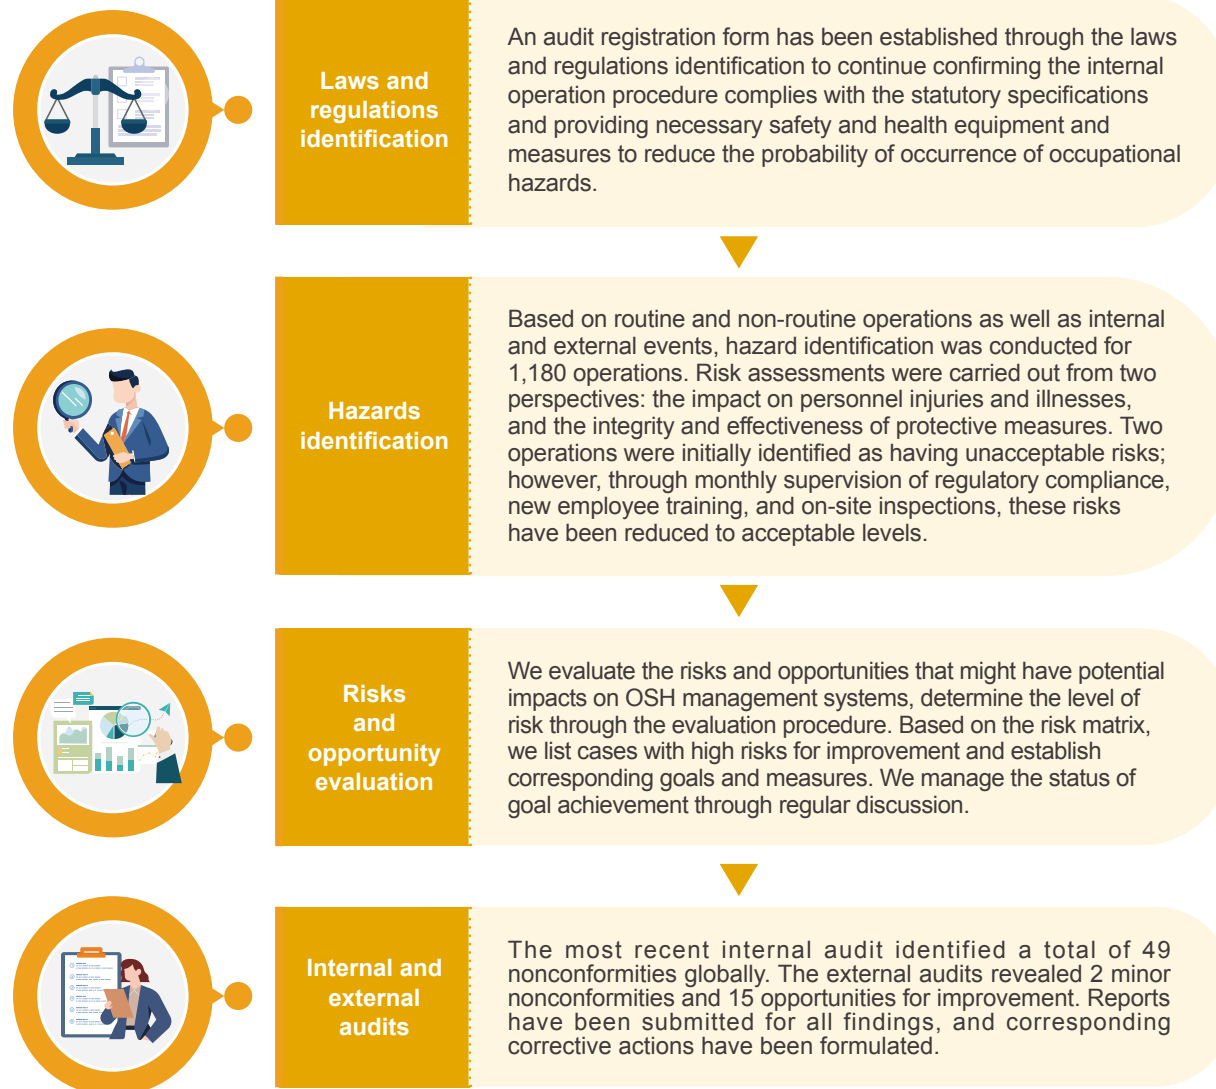 Laws and
regulations
identification
An audit registration form has been established through the laws
and regulations identification to continue confirming the internal
operation procedure complies with the statutory specifications
and providing necessary safety and health equipment and
measures to reduce the probability of occurrence of occupational
hazards.
Hazards
identification
Based on routine and non-routine operations as well as internal
and external events, hazard identification was conducted for
1,180 operations. Risk assessments were carried out from two
perspectives: the impact on personnel injuries and illnesses,
and the integrity and effectiveness of protective measures. Two
operations were initially identified as having unacceptable risks;
however, through monthly supervision of regulatory compliance,
new employee training, and on-site inspections, these risks
have been reduced to acceptable levels.
Risks
and
opportunity
evaluation
We evaluate the risks and opportunities that might have potential
impacts on OSH management systems, determine the level of
risk through the evaluation procedure. Based on the risk matrix,
we list cases with high risks for improvement and establish
corresponding goals and measures. We manage the status of
goal achievement through regular discussion.
Internal and
external
audits
The most recent internal audit identified a total of 49
nonconformities globally. The external audits revealed 2 minor
nonconformities and 15 opportunities for improvement. Reports
have been submitted for all findings, and corresponding
corrective actions have been formulated.